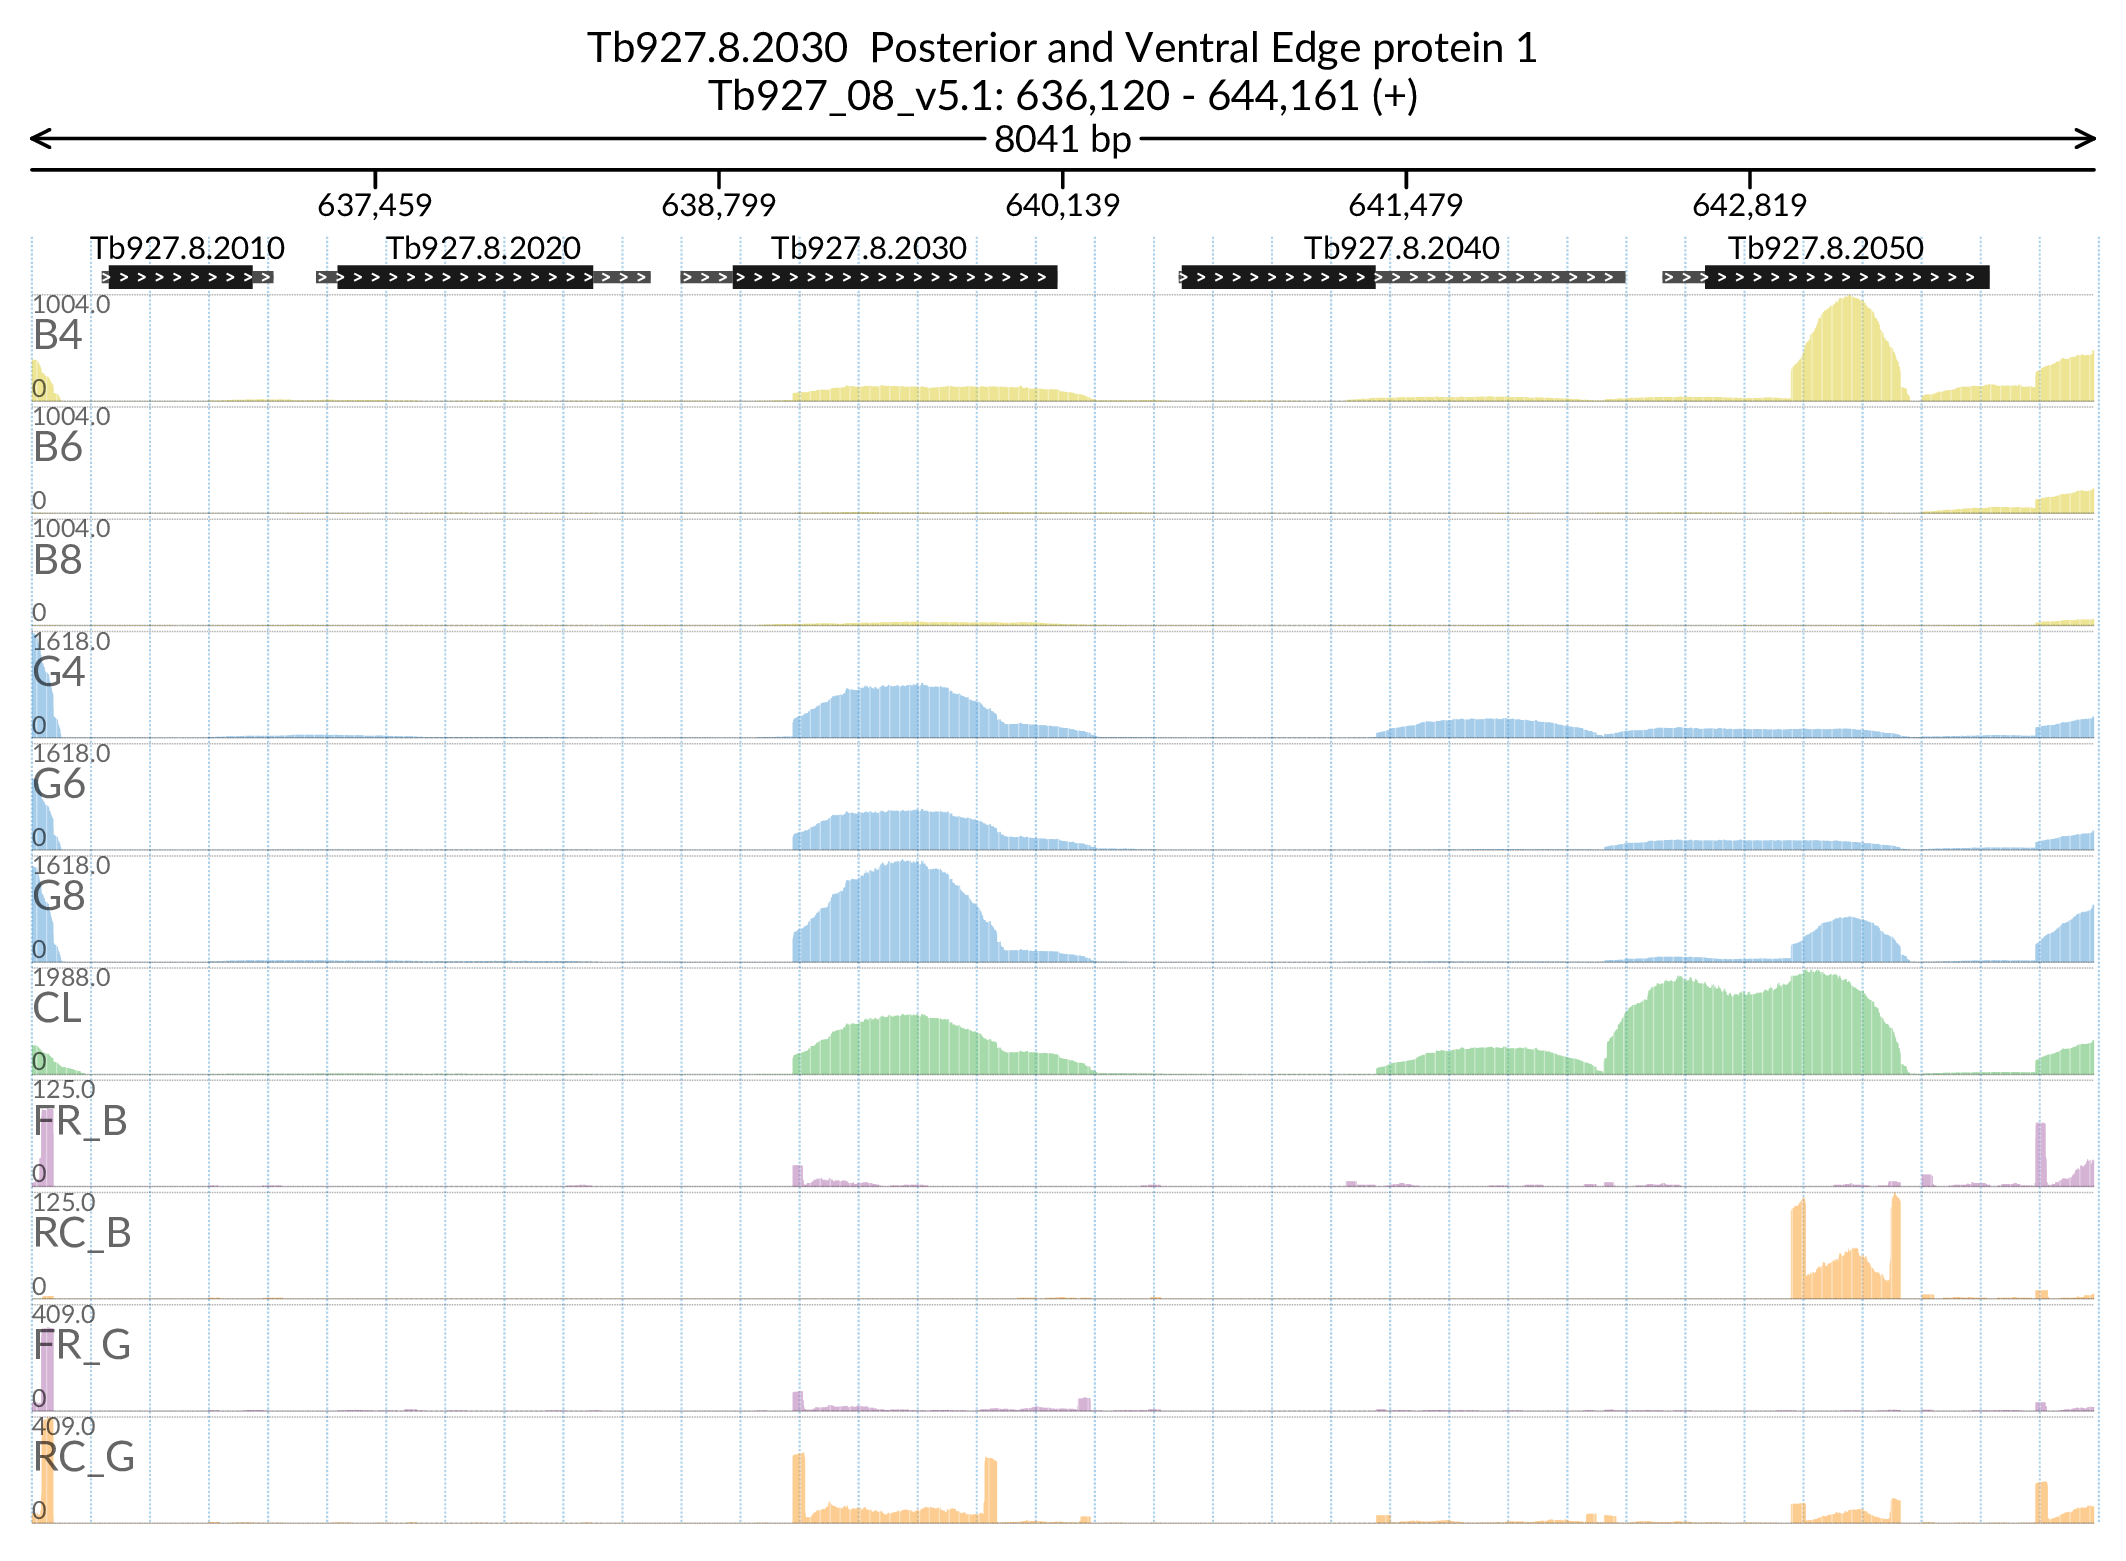 Tb927.8.2030  Posterior and Ventral Edge protein 1
Tb927_08_v5.1: 636,120 - 644,161 (+)
8041 bp
637,459 638,799 640,139 641,479 642,819
Tb927.8.2010 Tb927.8.2020 Tb927.8.2030 Tb927.8.2040 Tb927.8.2050
1004.0
B4
0
1004.0
B6
0
1004.0
B8
0
1618.0
G4
0
1618.0
G6
0
1618.0
G8
0
1988.0
CL
0
125.0
FR_B
0
125.0
RC_B
0
409.0
FR_G
0
409.0
RC_G
0